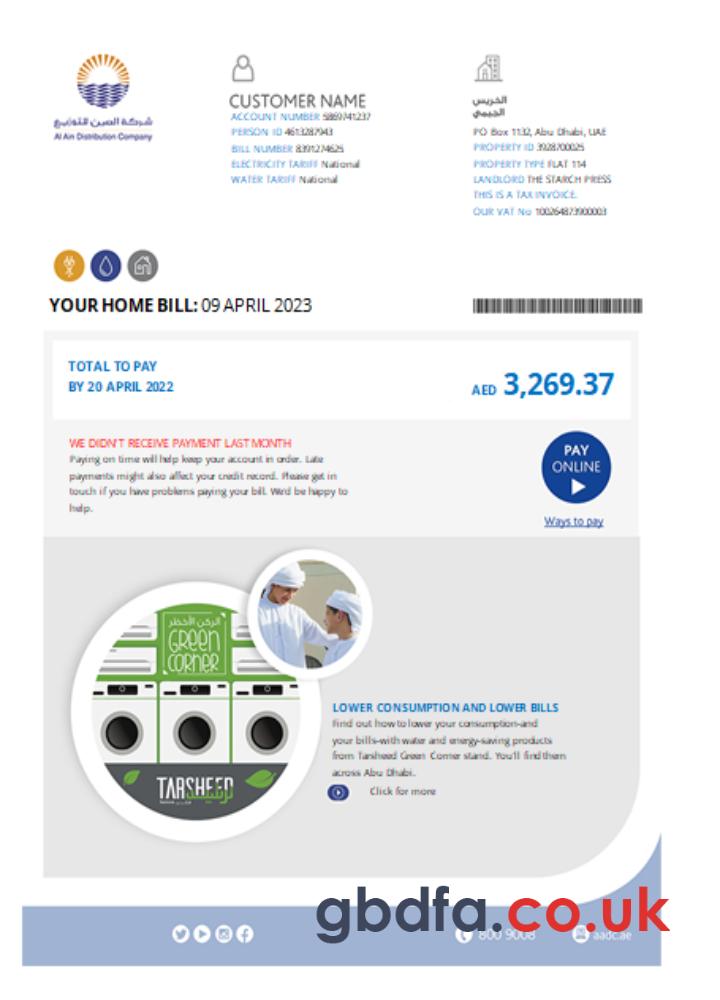 شركة العين للتوزيع
Al Ain Distribution Company
CUSTOMER NAME
ACCOUNT NUMBER 5869741237
PERSON ID 4613287943
BILL NUMBER 8391274625
ELECTRICITY TARIFF National
WATER TARIFF National
الخريس
الجيمي
PO Box 1132, Abu Dhabi, UAE
PROPERTY ID 3928700025
PROPERTY TYPE FLAT 114
LANDLORD THE STARCH PRESS
THIS IS A TAX INVOICE.
OUR VAT No 100264873900003
YOUR HOME BILL: 09 APRIL 2023
TOTAL TO PAY
BY 20 APRIL 2022
AED 3,269.37
WE DIDN'T RECEIVE PAYMENT LAST MONTH
Paying on time will help keep your account in order. Late
payments might also affect your credit record. Please get in
touch if you have problems paying your bill. We'd be happy to
help.
PAY
ONLINE
Ways to pay
الركن الأخضر
GREEN
CORNER
TARSHEED
ترشيد
LOWER CONSUMPTION AND LOWER BILLS
Find out how to lower your consumption-and
your bills-with water and energy-saving products
from Tarsheed Green Corner stand. You'll find them
across Abu Dhabi.
Click for more
gbdfa.co.uk
800 9008
aadc.ae